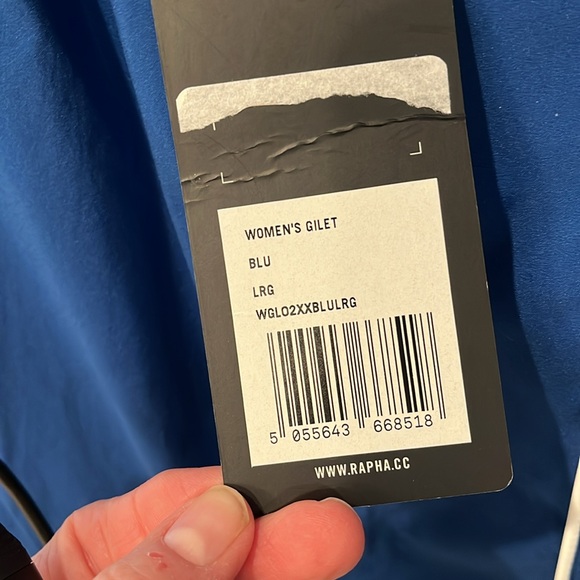 WOMEN'S GILET
BLU
LRG
WGL02XXBLULRG
5 055643 668518
WWW.RAPHA.CC